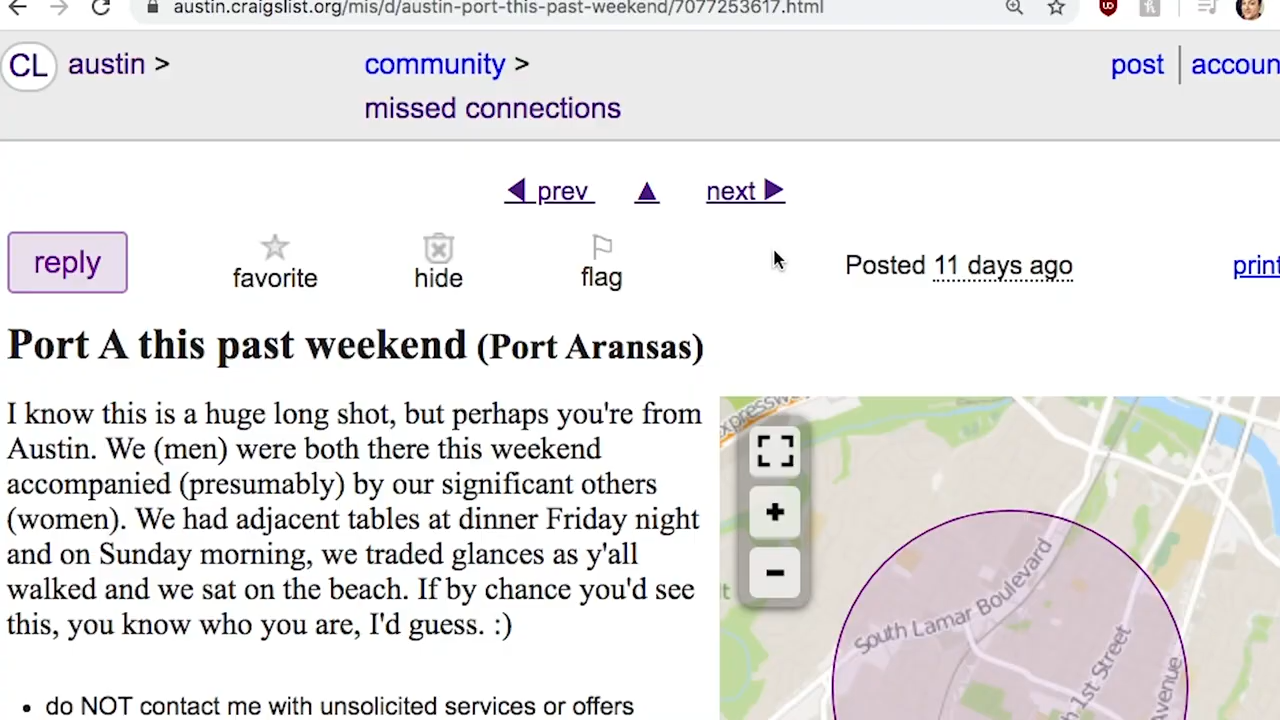 austin.craigslist.org/mis/d/austin-port-this-past-weekend/7077253617.html
CL austin > community > post accoun
missed connections
prev next
reply favorite hide flag Posted 11 days ago print
Port A this past weekend (Port Aransas)
I know this is a huge long shot, but perhaps you're from
Austin. We (men) were both there this weekend
accompanied (presumably) by our significant others
(women). We had adjacent tables at dinner Friday night
and on Sunday morning, we traded glances as y'all
walked and we sat on the beach. If by chance you'd see
this, you know who you are, I'd guess. :)
• do NOT contact me with unsolicited services or offers
xpressw
+
−
South Lamar Boulevard
1st Street
venue